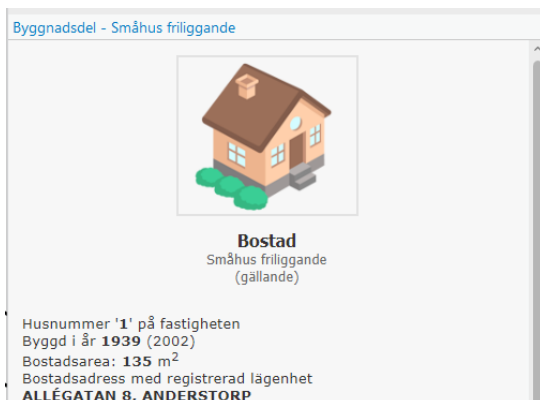 Byggnadsdel - Småhus friliggande
Bostad
Småhus friliggande
(gällande)
Husnummer '1' på fastigheten
Byggd i år 1939 (2002)
Bostadsarea: 135 m²
Bostadsadress med registrerad lägenhet
ALLÉGATAN 8, ANDERSTORP